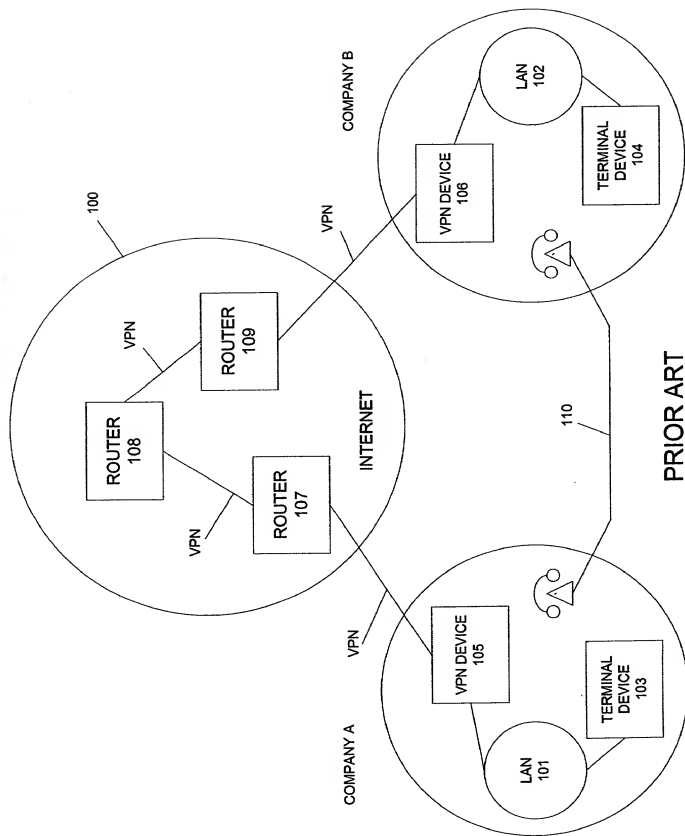 100
ROUTER
108
VPN
ROUTER
109
VPN
ROUTER
107
INTERNET
VPN
VPN
COMPANY A
COMPANY B
VPN DEVICE
105
VPN DEVICE
106
LAN
101
LAN
102
TERMINAL
DEVICE
103
TERMINAL
DEVICE
104
110
PRIOR ART